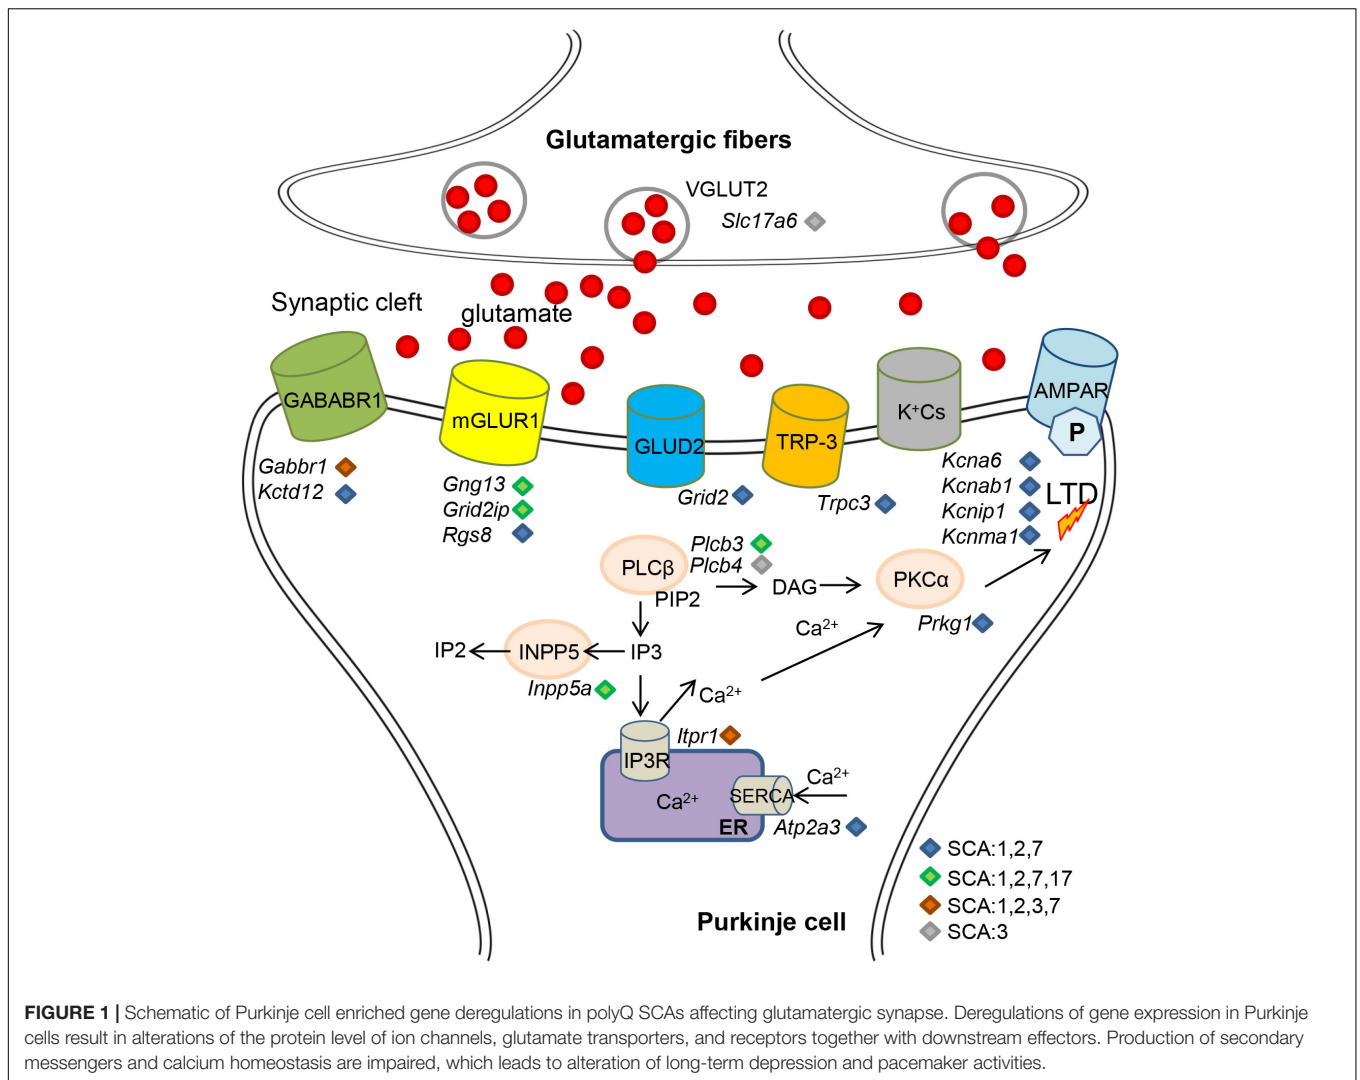 Glutamatergic fibers
VGLUT2
Slc17a6
Synaptic cleft
glutamate
GABABR1
mGLUR1
GLUD2
TRP-3
K⁺Cs
AMPAR
P
Gabbr1
Kctd12
Gng13
Grid2ip
Rgs8
Grid2
Trpc3
Kcna6
Kcnab1
Kcnip1
Kcnma1
LTD
Plcb3
Plcb4
PLCβ
PIP2
DAG
PKCα
Prkg1
Ca²⁺
IP2
INPP5
IP3
Inpp5a
Ca²⁺
Itpr1
IP3R
Ca²⁺
SERCA
Ca²⁺
ER
Atp2a3
SCA:1,2,7
SCA:1,2,7,17
SCA:1,2,3,7
SCA:3
Purkinje cell
FIGURE 1 | Schematic of Purkinje cell enriched gene deregulations in polyQ SCAs affecting glutamatergic synapse. Deregulations of gene expression in Purkinje
cells result in alterations of the protein level of ion channels, glutamate transporters, and receptors together with downstream effectors. Production of secondary
messengers and calcium homeostasis are impaired, which leads to alteration of long-term depression and pacemaker activities.